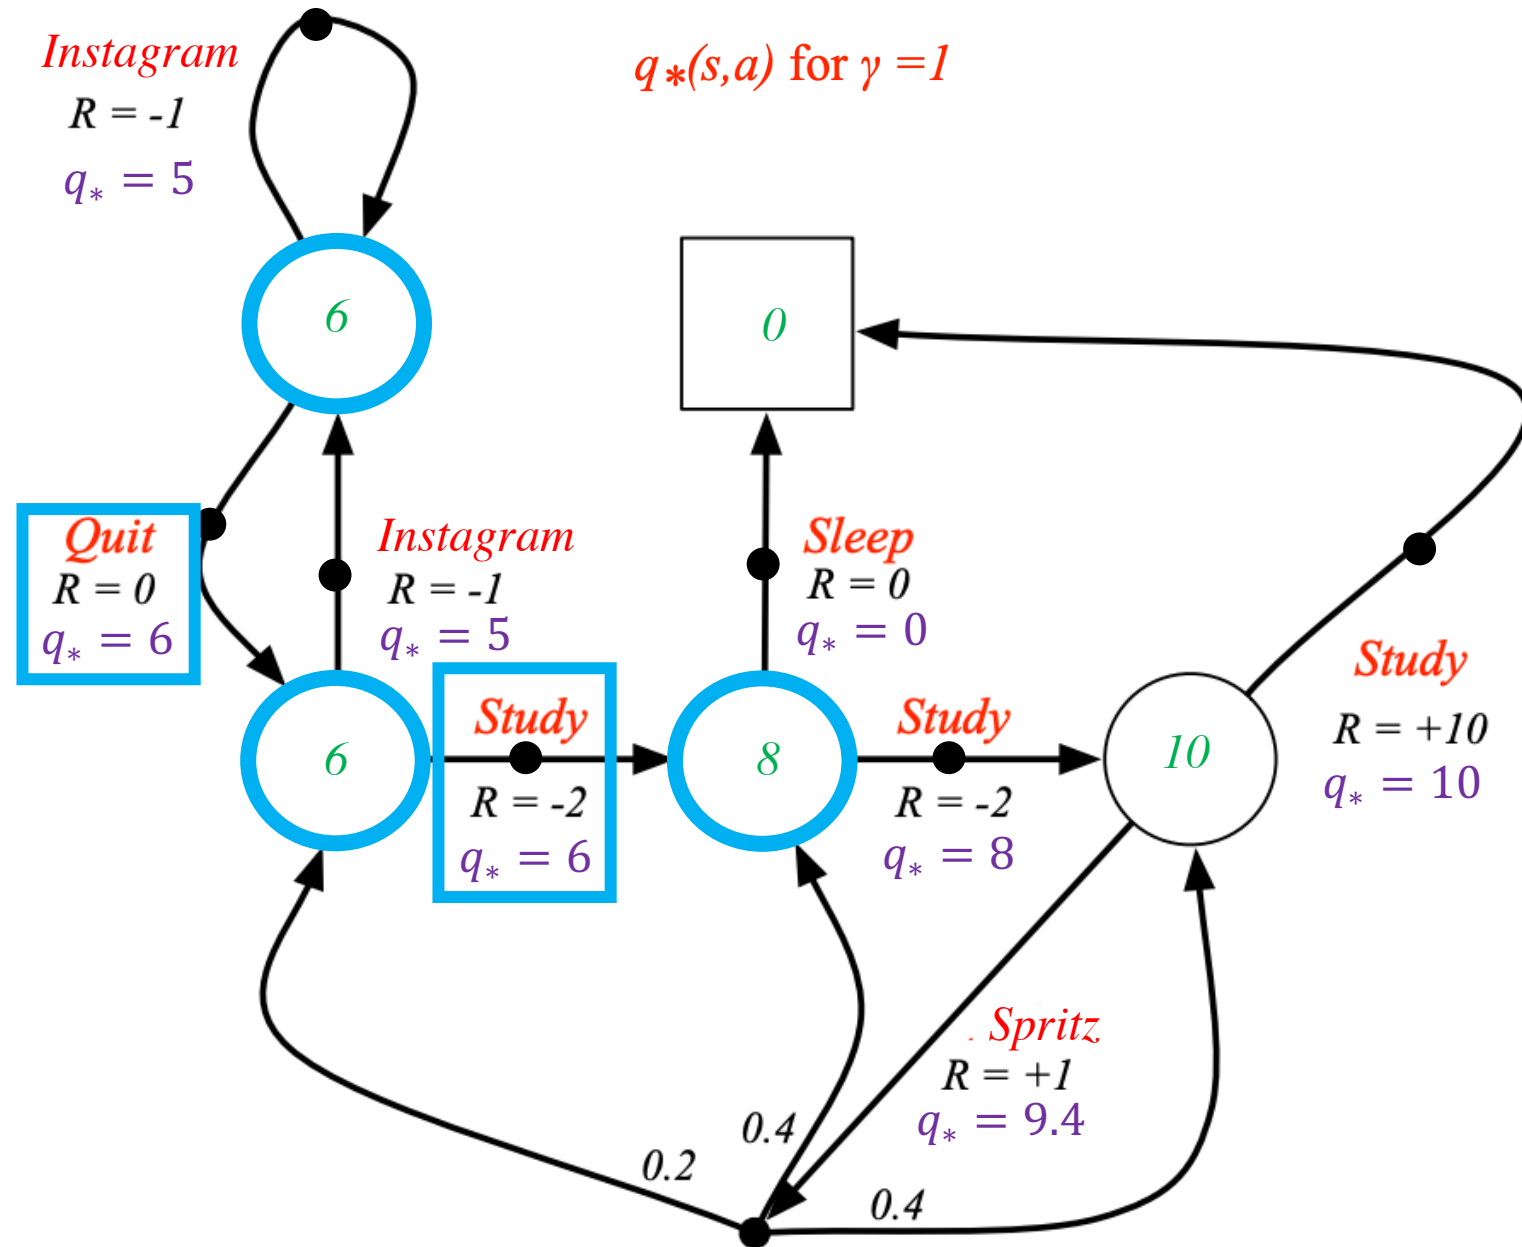 Instagram
R = -1
q* = 5
q*(s,a) for γ =1
6
0
Quit
R = 0
q* = 6
Instagram
R = -1
q* = 5
Sleep
R = 0
q* = 0
Study
R = +10
q* = 10
6
Study
R = -2
q* = 6
8
Study
R = -2
q* = 8
10
Spritz
R = +1
q* = 9.4
0.4
0.2
0.4